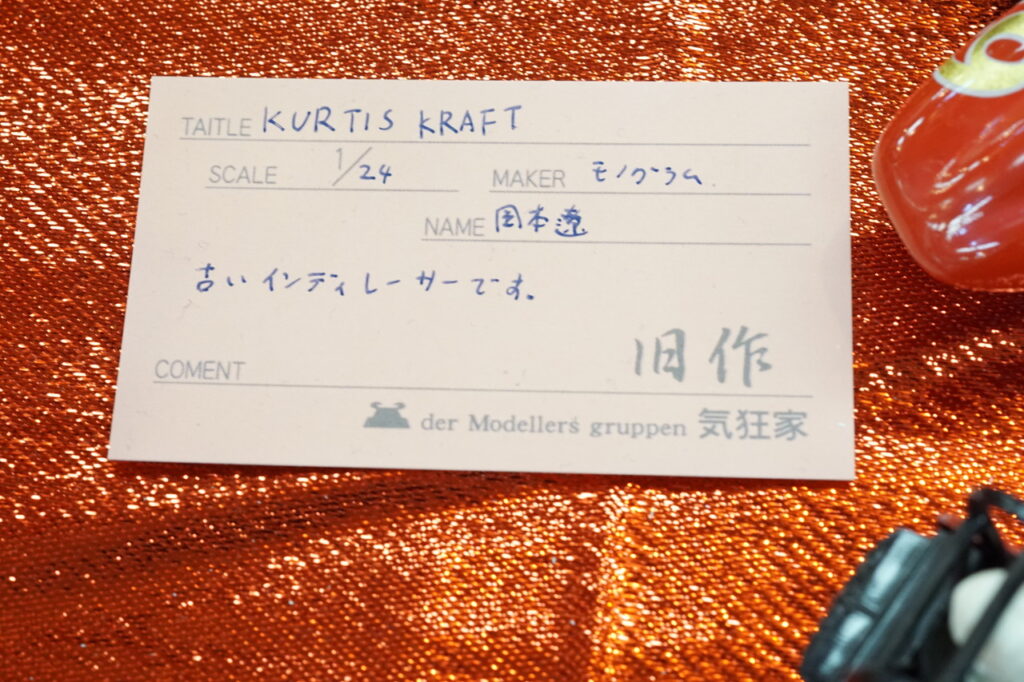 TAITLE KURTIS KRAFT
SCALE 1/24 MAKER モノグラム
NAME 岡本遼
古いインディレーサーです。
旧作
COMENT
der Modellers gruppen 気狂家